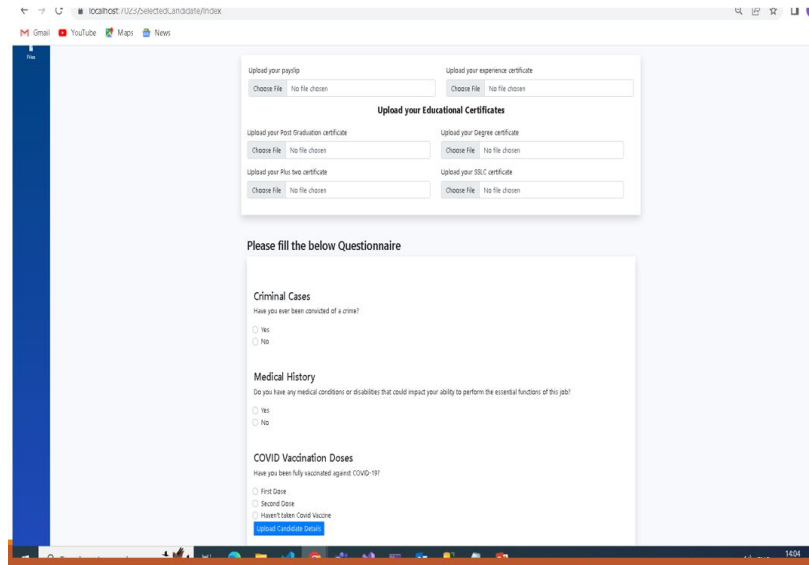 localhost:7023/SelectedCandidate/Index
Gmail YouTube Maps News
Files
Upload your payslip Upload your experience certificate
Choose File No file chosen Choose File No file chosen
Upload your Educational Certificates
Upload your Post Graduation certificate Upload your Degree certificate
Choose File No file chosen Choose File No file chosen
Upload your Plus two certificate Upload your SSLC certificate
Choose File No file chosen Choose File No file chosen
Please fill the below Questionnaire
Criminal Cases
Have you ever been convicted of a crime?
Yes
No
Medical History
Do you have any medical conditions or disabilities that could impact your ability to perform the essential functions of this job?
Yes
No
COVID Vaccination Doses
Have you been fully vaccinated against COVID-19?
First Dose
Second Dose
Haven't taken Covid Vaccine
Upload Candidate Details
14:04